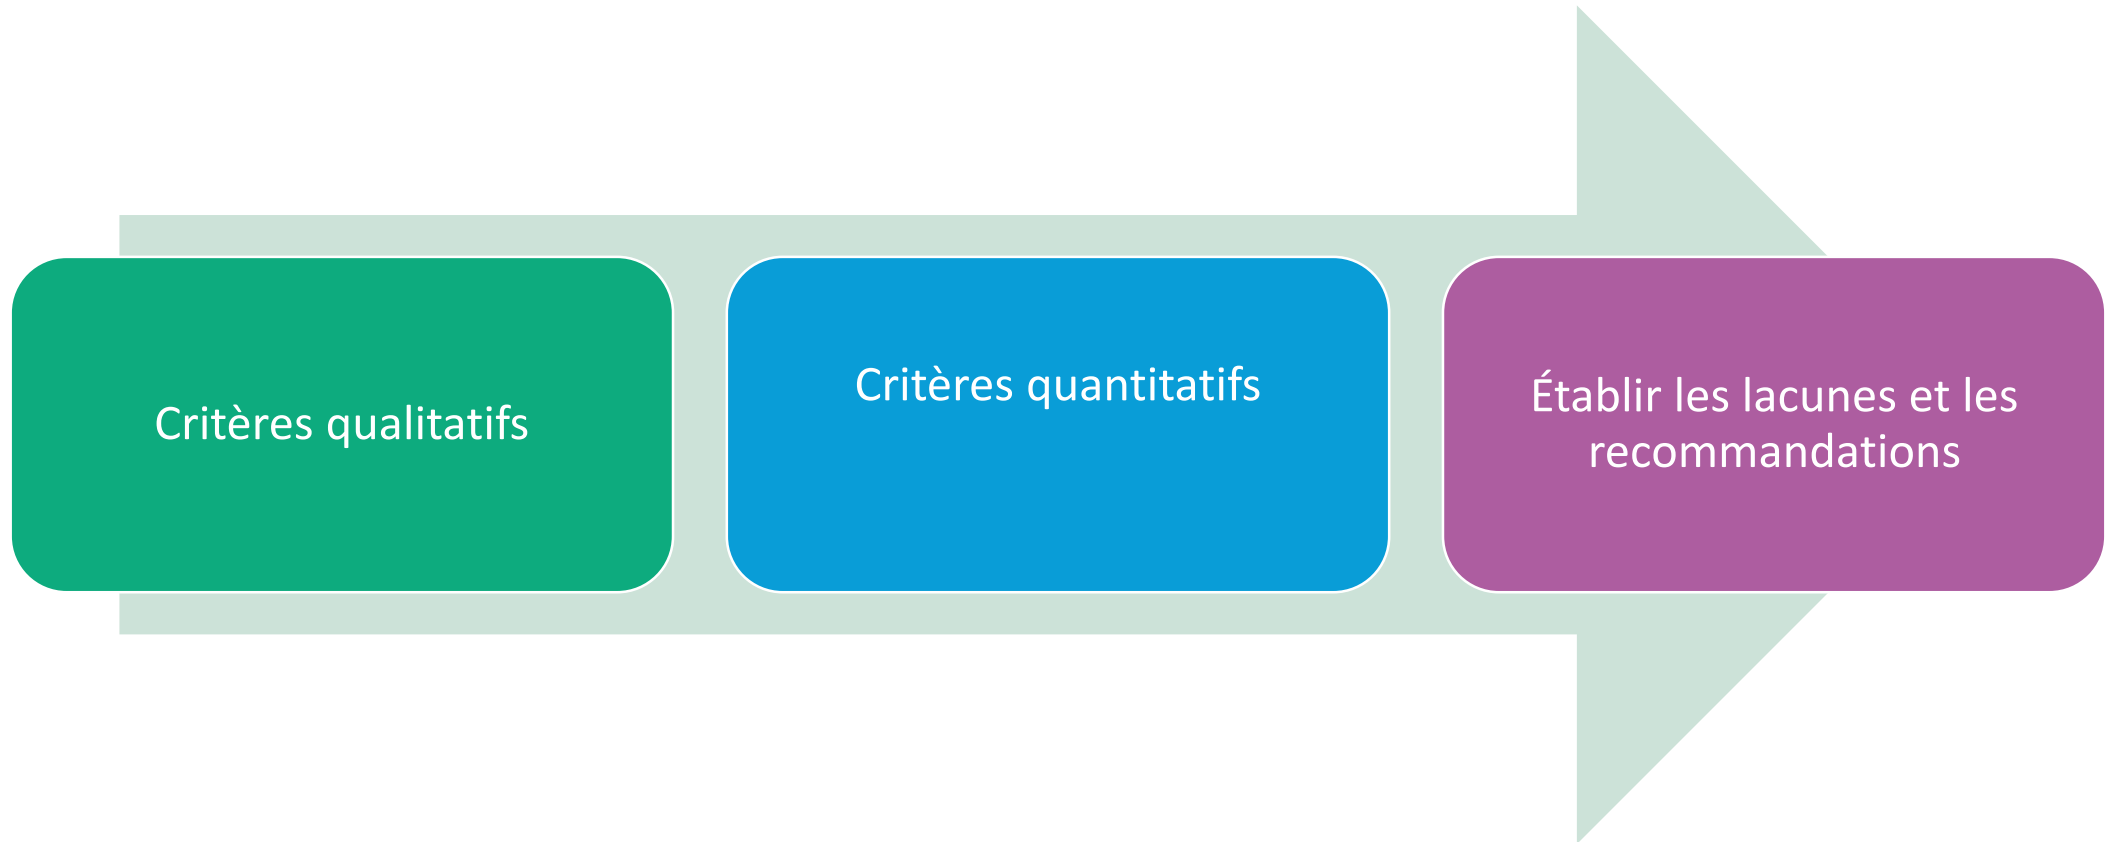 Critères qualitatifs
Critères quantitatifs
Établir les lacunes et les
recommandations